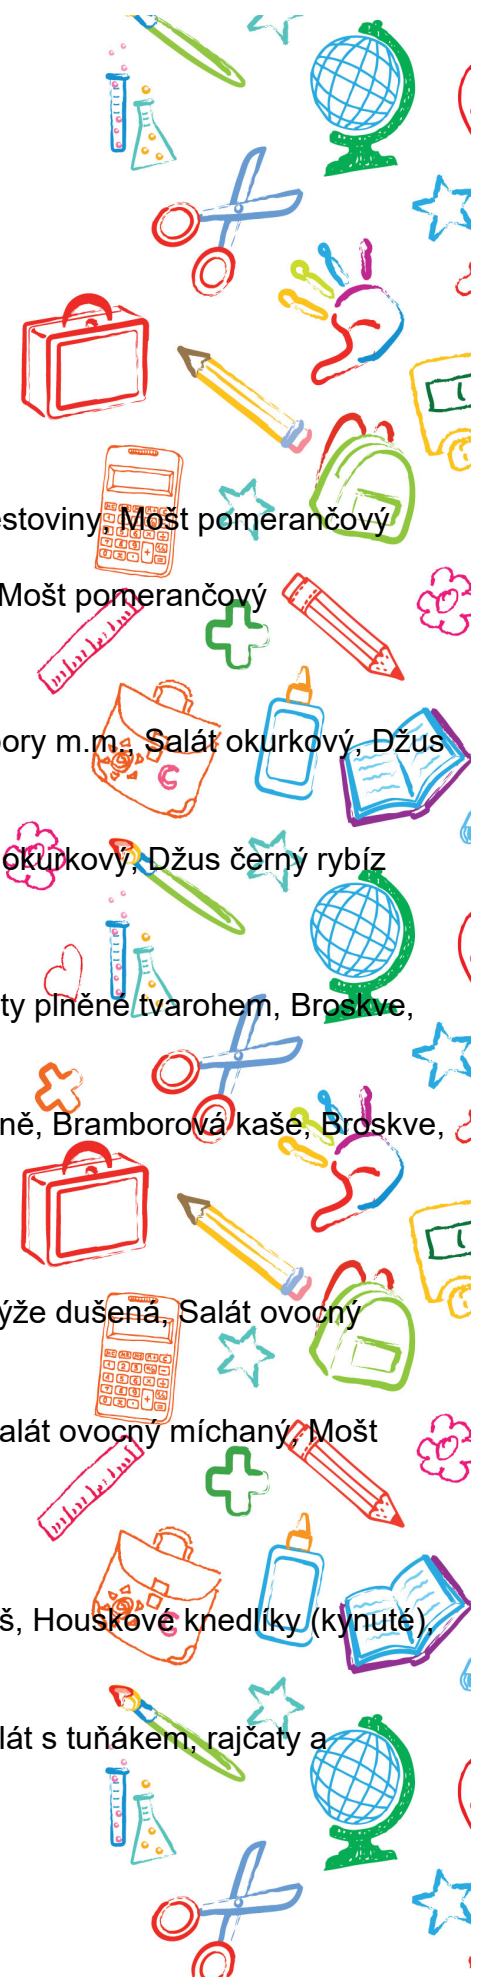 estoviny, Mošt pomerančový
Mošt pomerančový
bory m.m., Salát okurkový, Džus
okurkový, Džus černý rybíz
ty plněné tvarohem, Broskve,
ně, Bramborová kaše, Broskve,
ýže dušená, Salát ovocný
alát ovocný míchaný, Mošt
š, Houskové knedlíky (kynuté),
lát s tuňákem, rajčaty a